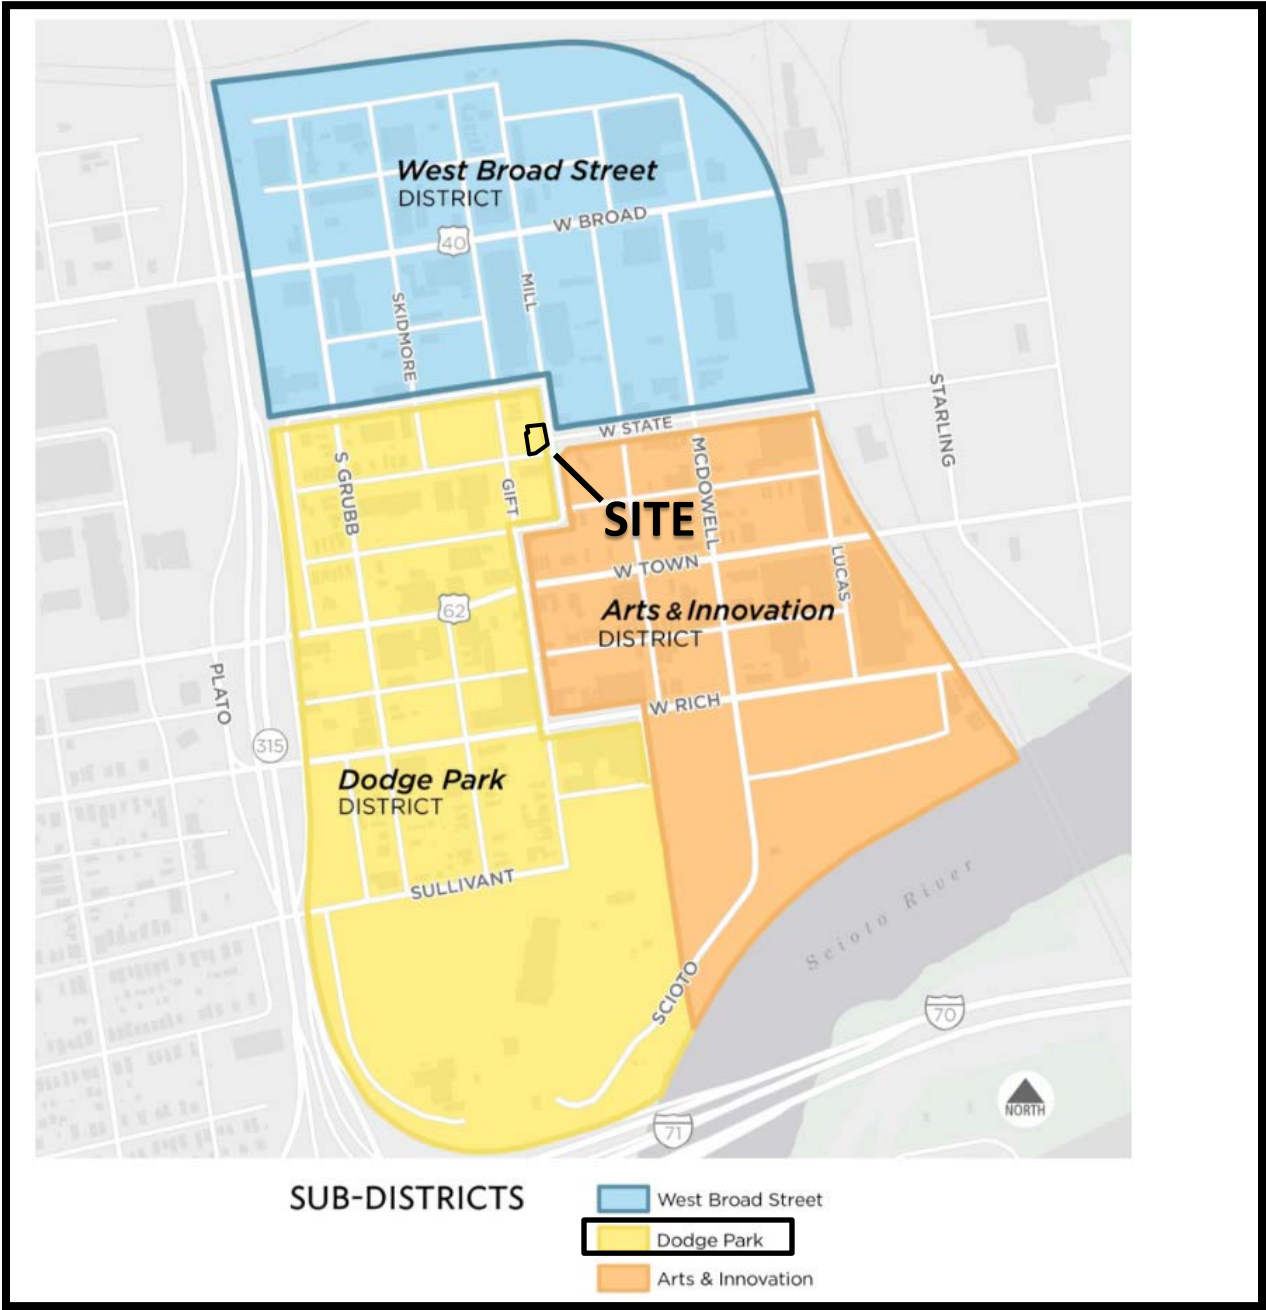 West Broad Street
DISTRICT
W BROAD
40
MILL
SKIDMORE
W STATE
STARLING
S GRUBB
MCDOWELL
GIFT
SITE
W TOWN
LUCAS
62
Arts & Innovation
DISTRICT
PLATO
W RICH
315
Dodge Park
DISTRICT
SULLIVANT
Scioto River
SCIOTO
70
NORTH
71
SUB-DISTRICTS
West Broad Street
Dodge Park
Arts & Innovation